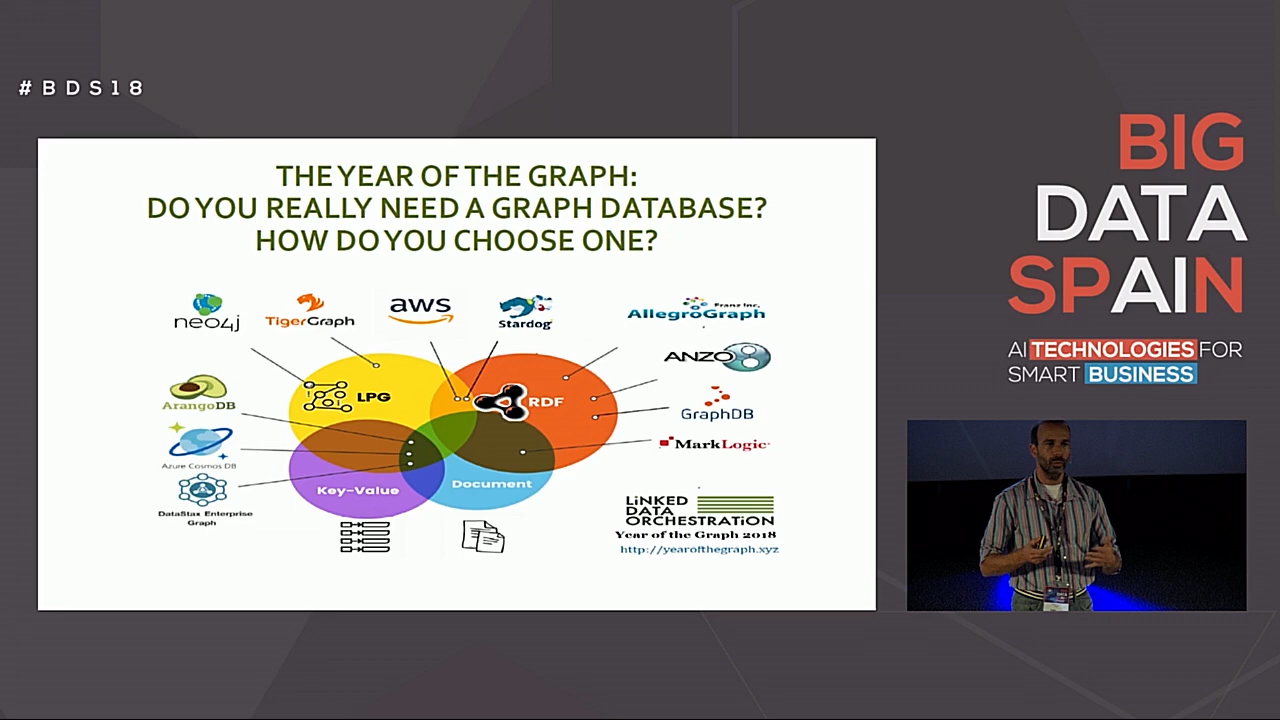 #BDS18
THE YEAR OF THE GRAPH:
DO YOU REALLY NEED A GRAPH DATABASE?
HOW DO YOU CHOOSE ONE?
neo4j
TigerGraph
aws
Stardog
Franz Inc.
AllegroGraph
ANZO
ArangoDB
LPG
RDF
GraphDB
Azure Cosmos DB
MarkLogic
Key-Value
Document
DataStax Enterprise
Graph
LiNKED
DATA
ORCHESTRATiON
Year of the Graph 2018
http://yearofthegraph.xyz
BIG
DATA
SPAIN
AI TECHNOLOGIES FOR
SMART BUSINESS